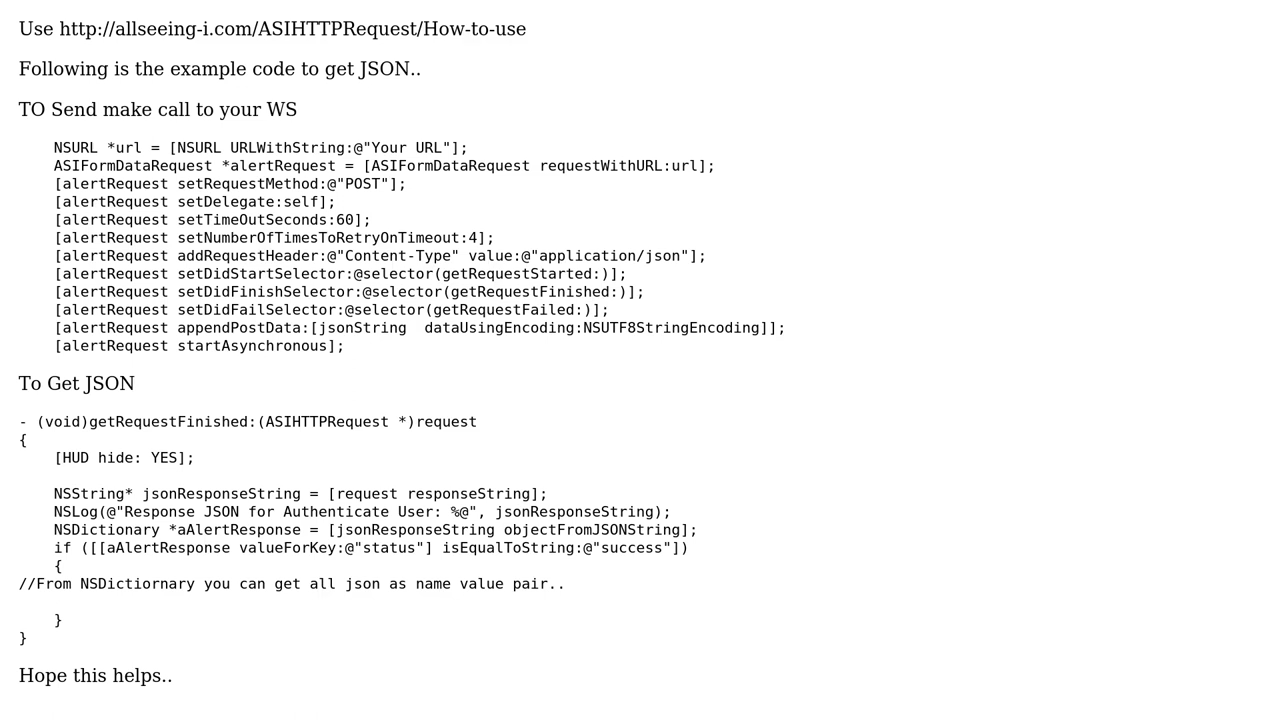 Use http://allseeing-i.com/ASIHTTPRequest/How-to-use
Following is the example code to get JSON..
TO Send make call to your WS
    NSURL *url = [NSURL URLWithString:@"Your URL"];
    ASIFormDataRequest *alertRequest = [ASIFormDataRequest requestWithURL:url];
    [alertRequest setRequestMethod:@"POST"];
    [alertRequest setDelegate:self];
    [alertRequest setTimeOutSeconds:60];
    [alertRequest setNumberOfTimesToRetryOnTimeout:4];
    [alertRequest addRequestHeader:@"Content-Type" value:@"application/json"];
    [alertRequest setDidStartSelector:@selector(getRequestStarted:)];
    [alertRequest setDidFinishSelector:@selector(getRequestFinished:)];
    [alertRequest setDidFailSelector:@selector(getRequestFailed:)];
    [alertRequest appendPostData:[jsonString  dataUsingEncoding:NSUTF8StringEncoding]];
    [alertRequest startAsynchronous];
To Get JSON
- (void)getRequestFinished:(ASIHTTPRequest *)request
{
    [HUD hide: YES];
    NSString* jsonResponseString = [request responseString];
    NSLog(@"Response JSON for Authenticate User: %@", jsonResponseString);
    NSDictionary *aAlertResponse = [jsonResponseString objectFromJSONString];
    if ([[aAlertResponse valueForKey:@"status"] isEqualToString:@"success"])
    {
//From NSDictiornary you can get all json as name value pair..
    }
}
Hope this helps..